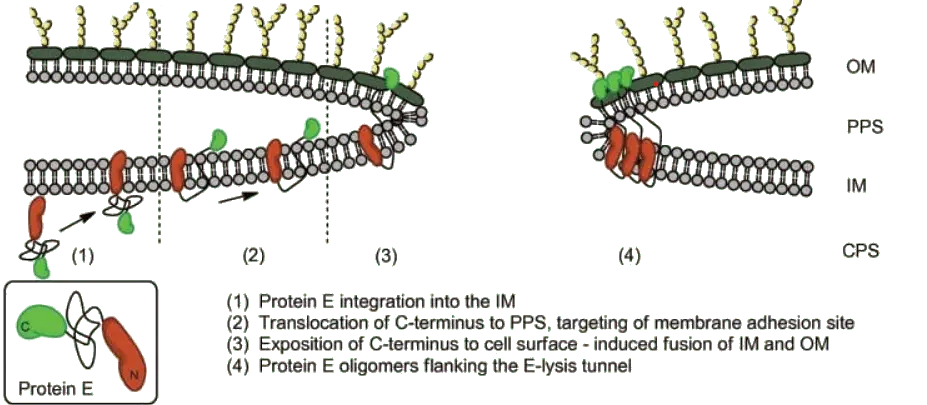 OM
PPS
IM
CPS
(1)
(2)
(3)
(4)
C
N
Protein E
(1) Protein E integration into the IM
(2) Translocation of C-terminus to PPS, targeting of membrane adhesion site
(3) Exposition of C-terminus to cell surface - induced fusion of IM and OM
(4) Protein E oligomers flanking the E-lysis tunnel